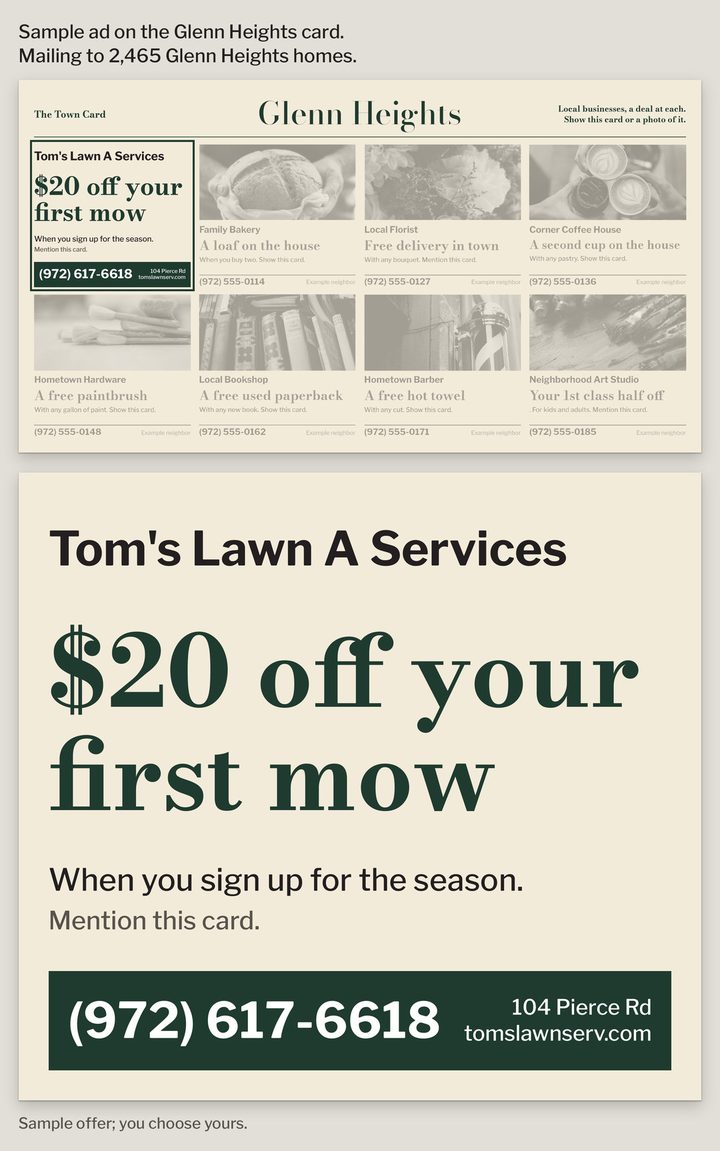 Sample ad on the Glenn Heights card.
Mailing to 2,465 Glenn Heights homes.
The Town Card
Glenn Heights
Local businesses, a deal at each.
Show this card or a photo of it.
Tom's Lawn A Services
$20 off your
first mow
When you sign up for the season.
Mention this card.
(972) 617-6618
104 Pierce Rd
tomslawnserv.com
Family Bakery
A loaf on the house
When you buy two. Show this card.
(972) 555-0114
Example neighbor
Local Florist
Free delivery in town
With any bouquet. Mention this card.
(972) 555-0127
Example neighbor
Corner Coffee House
A second cup on the house
With any pastry. Show this card.
(972) 555-0136
Example neighbor
Hometown Hardware
A free paintbrush
With any gallon of paint. Show this card.
(972) 555-0148
Example neighbor
Local Bookshop
A free used paperback
With any new book. Show this card.
(972) 555-0162
Example neighbor
Hometown Barber
A free hot towel
With any cut. Show this card.
(972) 555-0171
Example neighbor
Neighborhood Art Studio
Your 1st class half off
For kids and adults. Mention this card.
(972) 555-0185
Example neighbor
Tom's Lawn A Services
$20 off your
first mow
When you sign up for the season.
Mention this card.
(972) 617-6618
104 Pierce Rd
tomslawnserv.com
Sample offer; you choose yours.